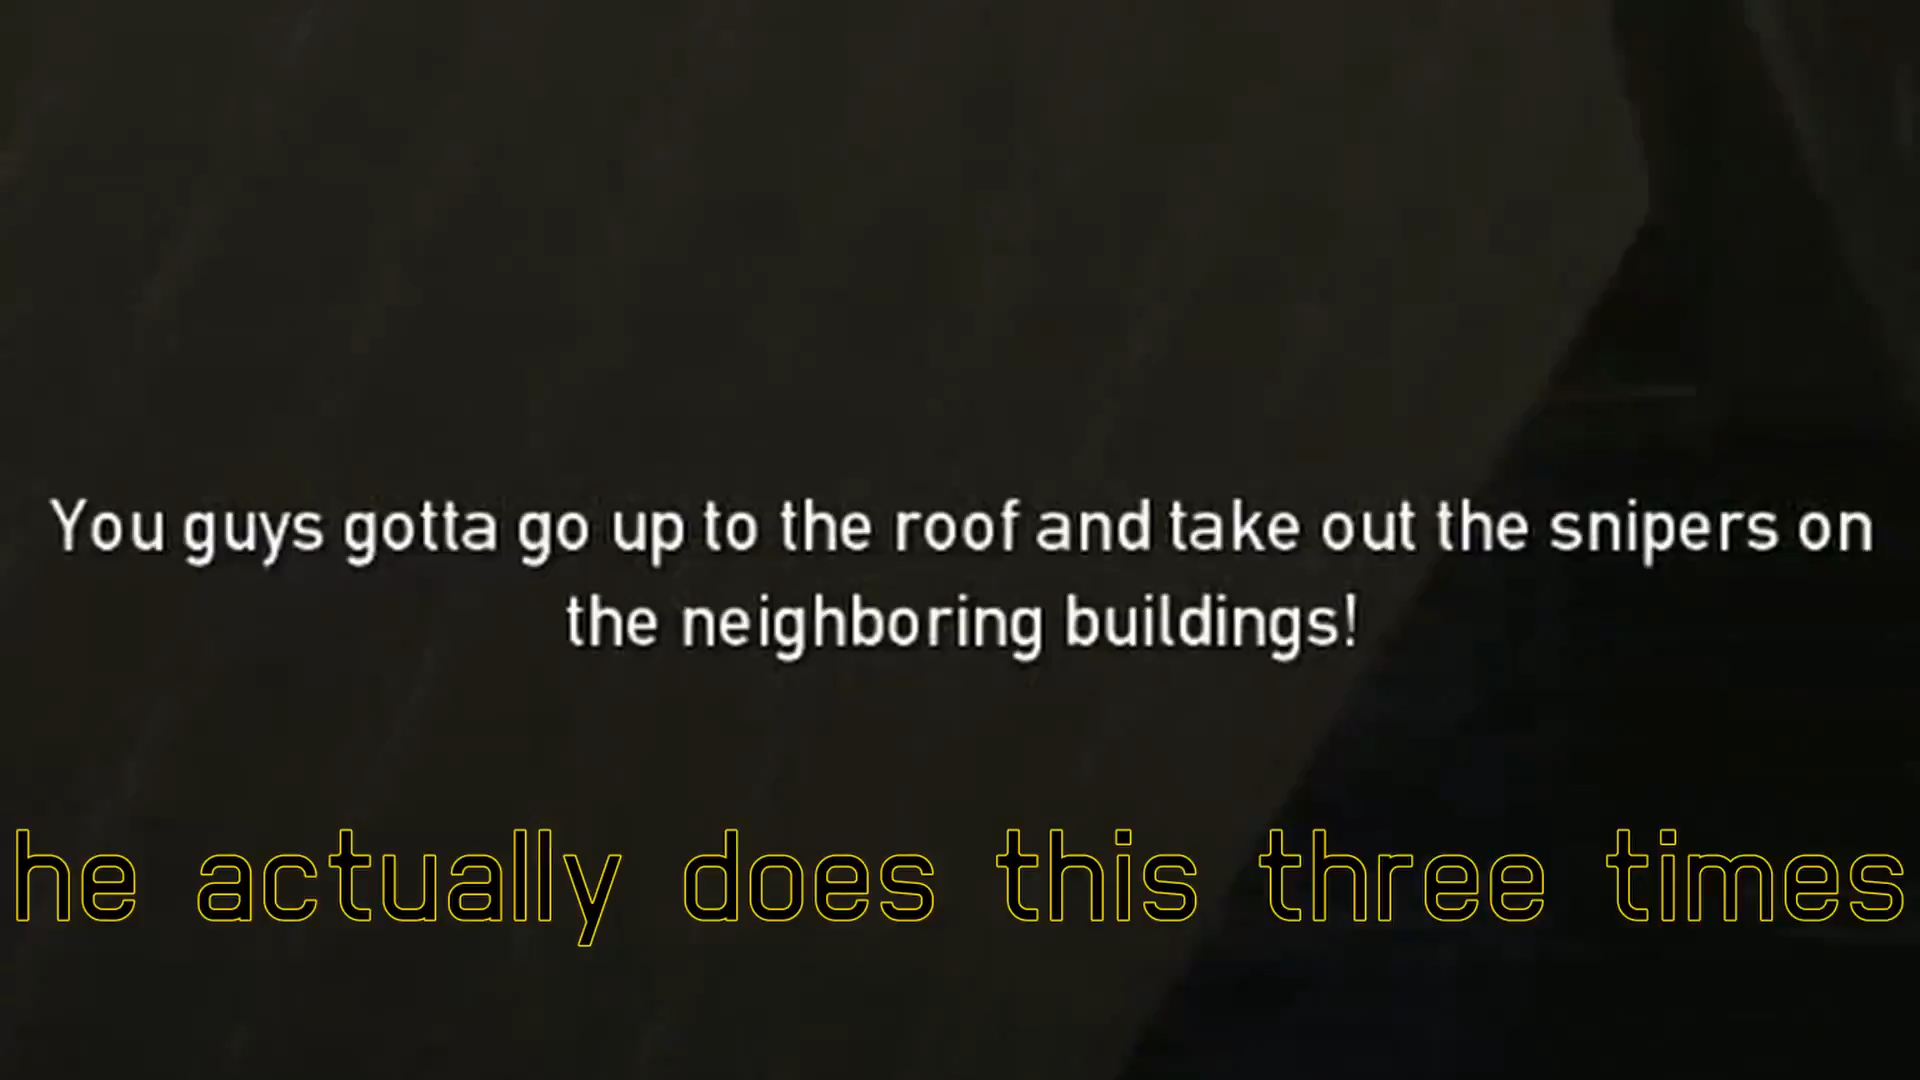 You guys gotta go up to the roof and take out the snipers on
the neighboring buildings!
he actually does this three times